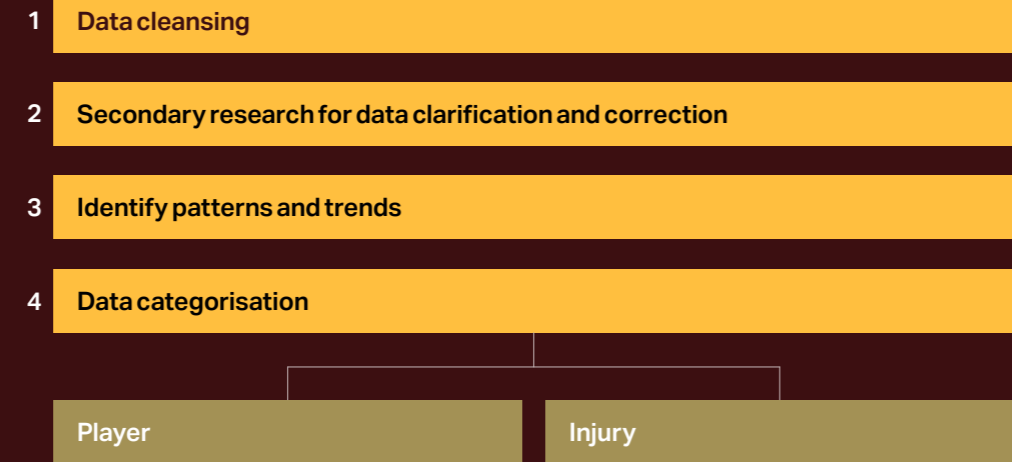 1 Data cleansing
2 Secondary research for data clarification and correction
3 Identify patterns and trends
4 Data categorisation
Player Injury